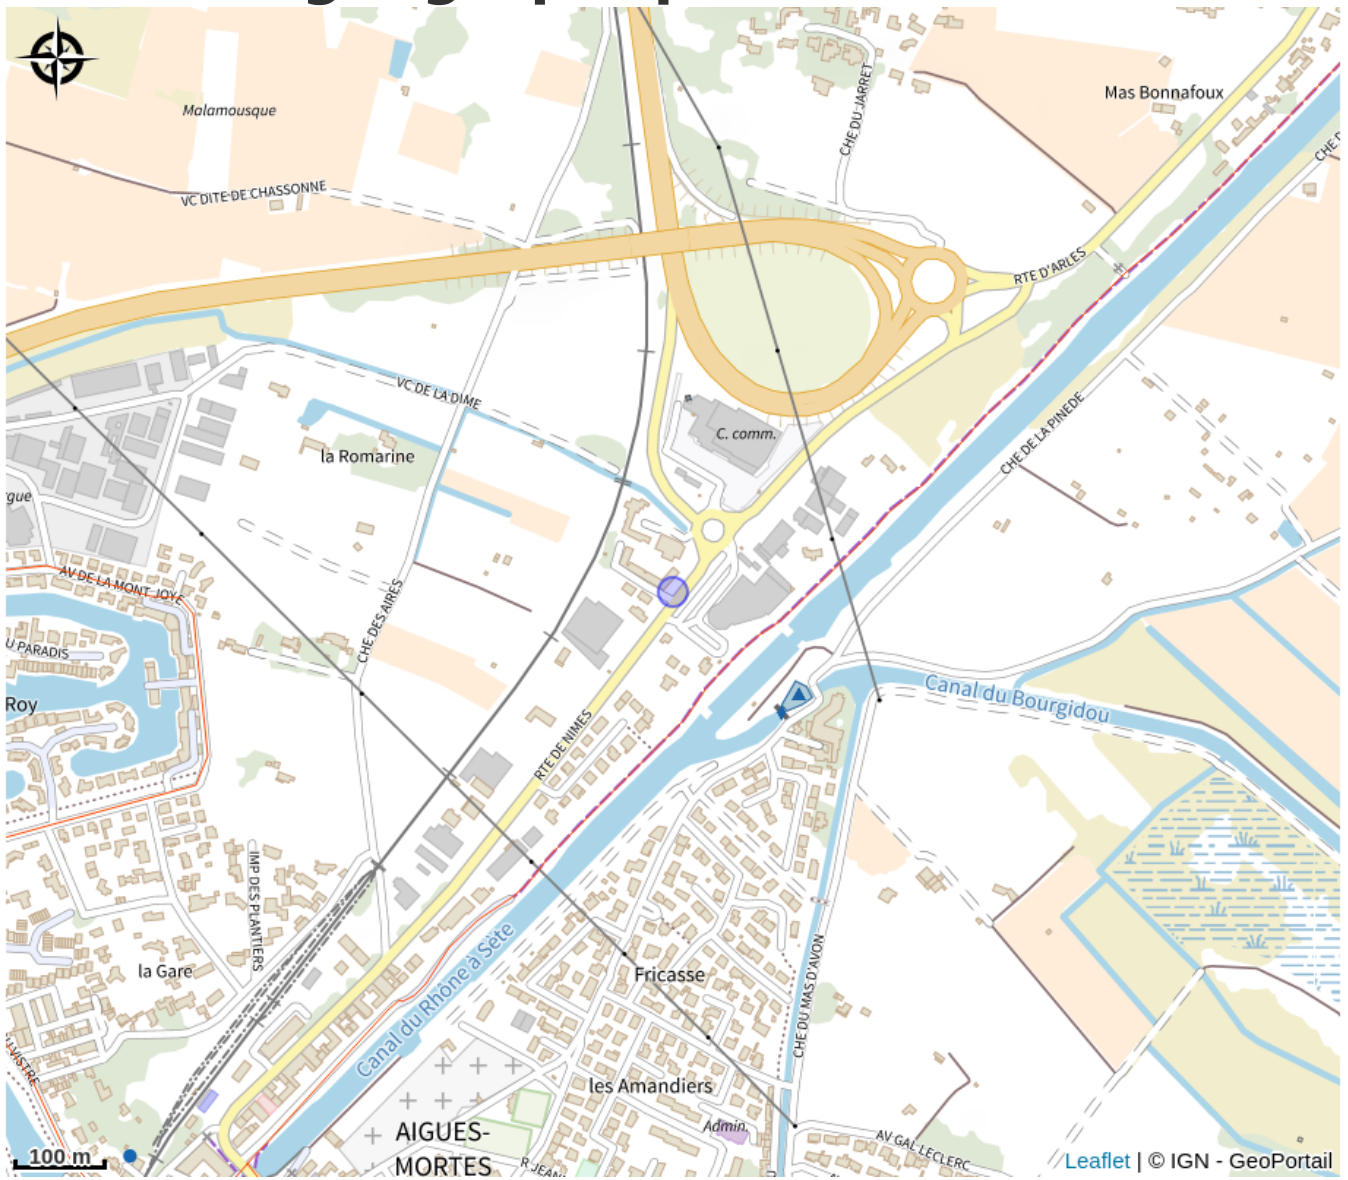 Malamousque
VC DITE DE CHASSONNE
CHE DU JARRET
Mas Bonnafoux
RTE D'ARLES
VC DE LA DIME
la Romarine
C. comm.
CHE DE LA PINEDE
AV DE LA MONT JOYE
CHE DES AIRES
U PARADIS
Roy
Canal du Bourgidou
RTE DE NIMES
IMP DES PLANTIERS
la Gare
Canal du Rhône à Sète
Fricasse
CHE DU MAS D'AVON
les Amandiers
Admin.
AIGUES-
MORTES
R JEAN
AV GAL LECLERC
100 m
Leaflet | © IGN - GeoPortail